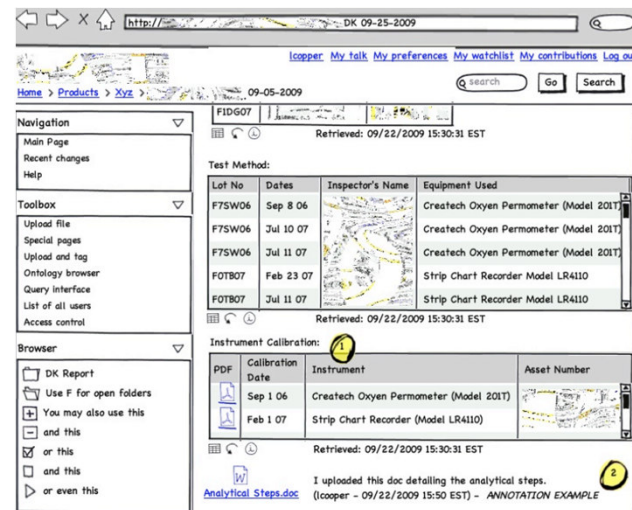 http:// DK 09-25-2009
lcopper My talk My preferences My watchlist My contributions Log ou
search Go Search
Home > Products > Xyz > 09-05-2009
F1DG07
Retrieved: 09/22/2009 15:30:31 EST
Navigation
Main Page
Recent changes
Help
Toolbox
Upload file
Special pages
Upload and tag
Ontology browser
Query interface
List of all users
Access control
Browser
DK Report
Use F for open folders
You may also use this
and this
or this
and this
or even this
Test Method:
Lot No Dates Inspector's Name Equipment Used
F7SW06 Sep 8 06 Createch Oxyen Permometer (Model 201T)
F7SW06 Jul 10 07 Createch Oxyen Permometer (Model 201T)
F7SW06 Jul 11 07 Createch Oxyen Permometer (Model 201T)
F0TB07 Feb 23 07 Strip Chart Recorder Model LR4110
F0TB07 Jul 11 07 Strip Chart Recorder Model LR4110
Retrieved: 09/22/2009 15:30:31 EST
Instrument Calibration: 1
PDF Calibration Date Instrument Asset Number
Sep 1 06 Createch Oxyen Permometer (Model 201T)
Feb 1 07 Strip Chart Recorder (Model LR4110)
Retrieved: 09/22/2009 15:30:31 EST
W
Analytical Steps.doc
I uploaded this doc detailing the analytical steps. 2
(lcooper - 09/22/2009 15:50 EST) - ANNOTATION EXAMPLE